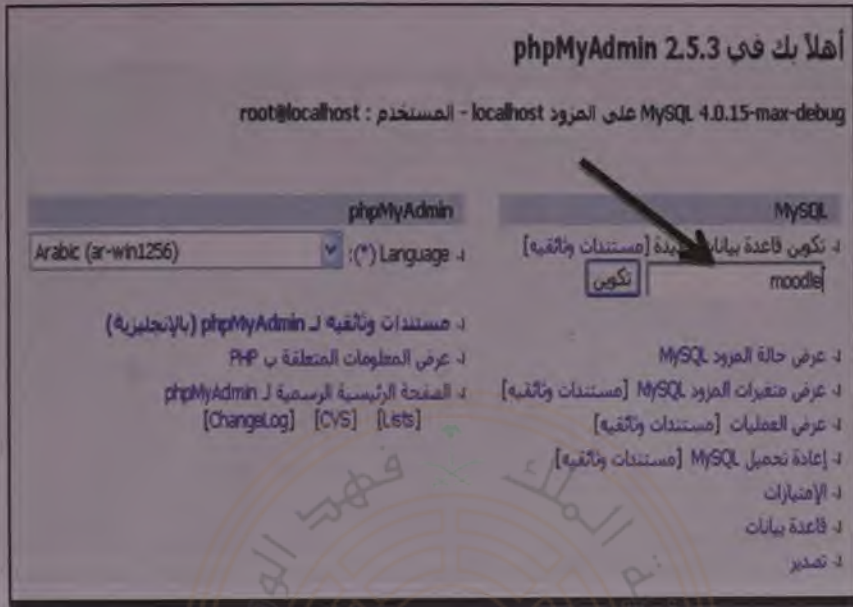 أهلاً بك في phpMyAdmin 2.5.3
MySQL 4.0.15-max-debug على المزود localhost - المستخدم : root@localhost
MySQL
تكوين قاعدة بيانات جديدة [مستندات وثائقيه]
moodle تكوين
عرض حالة المزود MySQL
عرض متغيرات المزود MySQL [مستندات وثائقيه]
عرض العمليات [مستندات وثائقيه]
إعادة تحميل MySQL [مستندات وثائقيه]
الإمتيازات
قاعدة بيانات
تصدير
phpMyAdmin
Language (*): Arabic (ar-win1256)
مستندات وثائقيه لـ phpMyAdmin (بالإنجليزية)
عرض المعلومات المتعلقة ب PHP
الصفحة الرئيسية الرسمية لـ phpMyAdmin
[ChangeLog] [CVS] [Lists]
الملك فهد